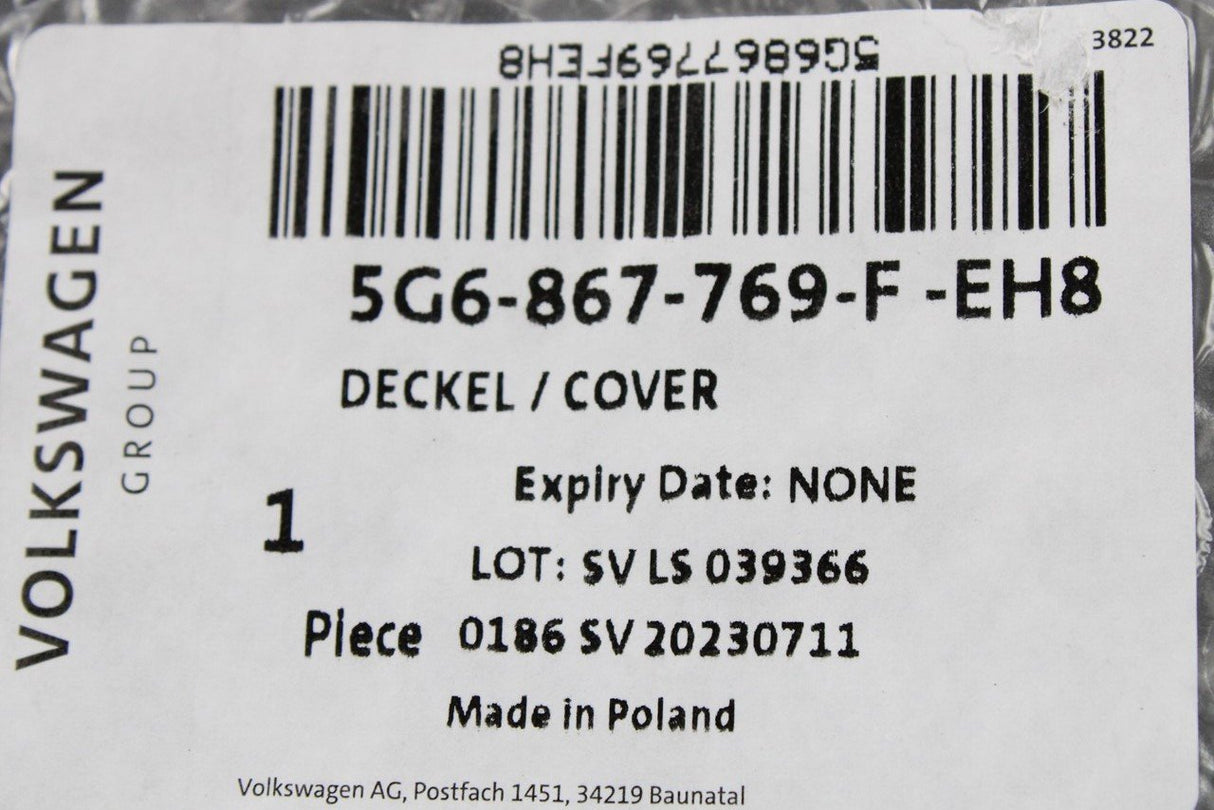 3822
5G6867769FEH8
5G6-867-769-F -EH8
DECKEL / COVER
Expiry Date: NONE
1
LOT: SV LS 039366
Piece 0186 SV 20230711
Made in Poland
Volkswagen AG, Postfach 1451, 34219 Baunatal
VOLKSWAGEN
GROUP